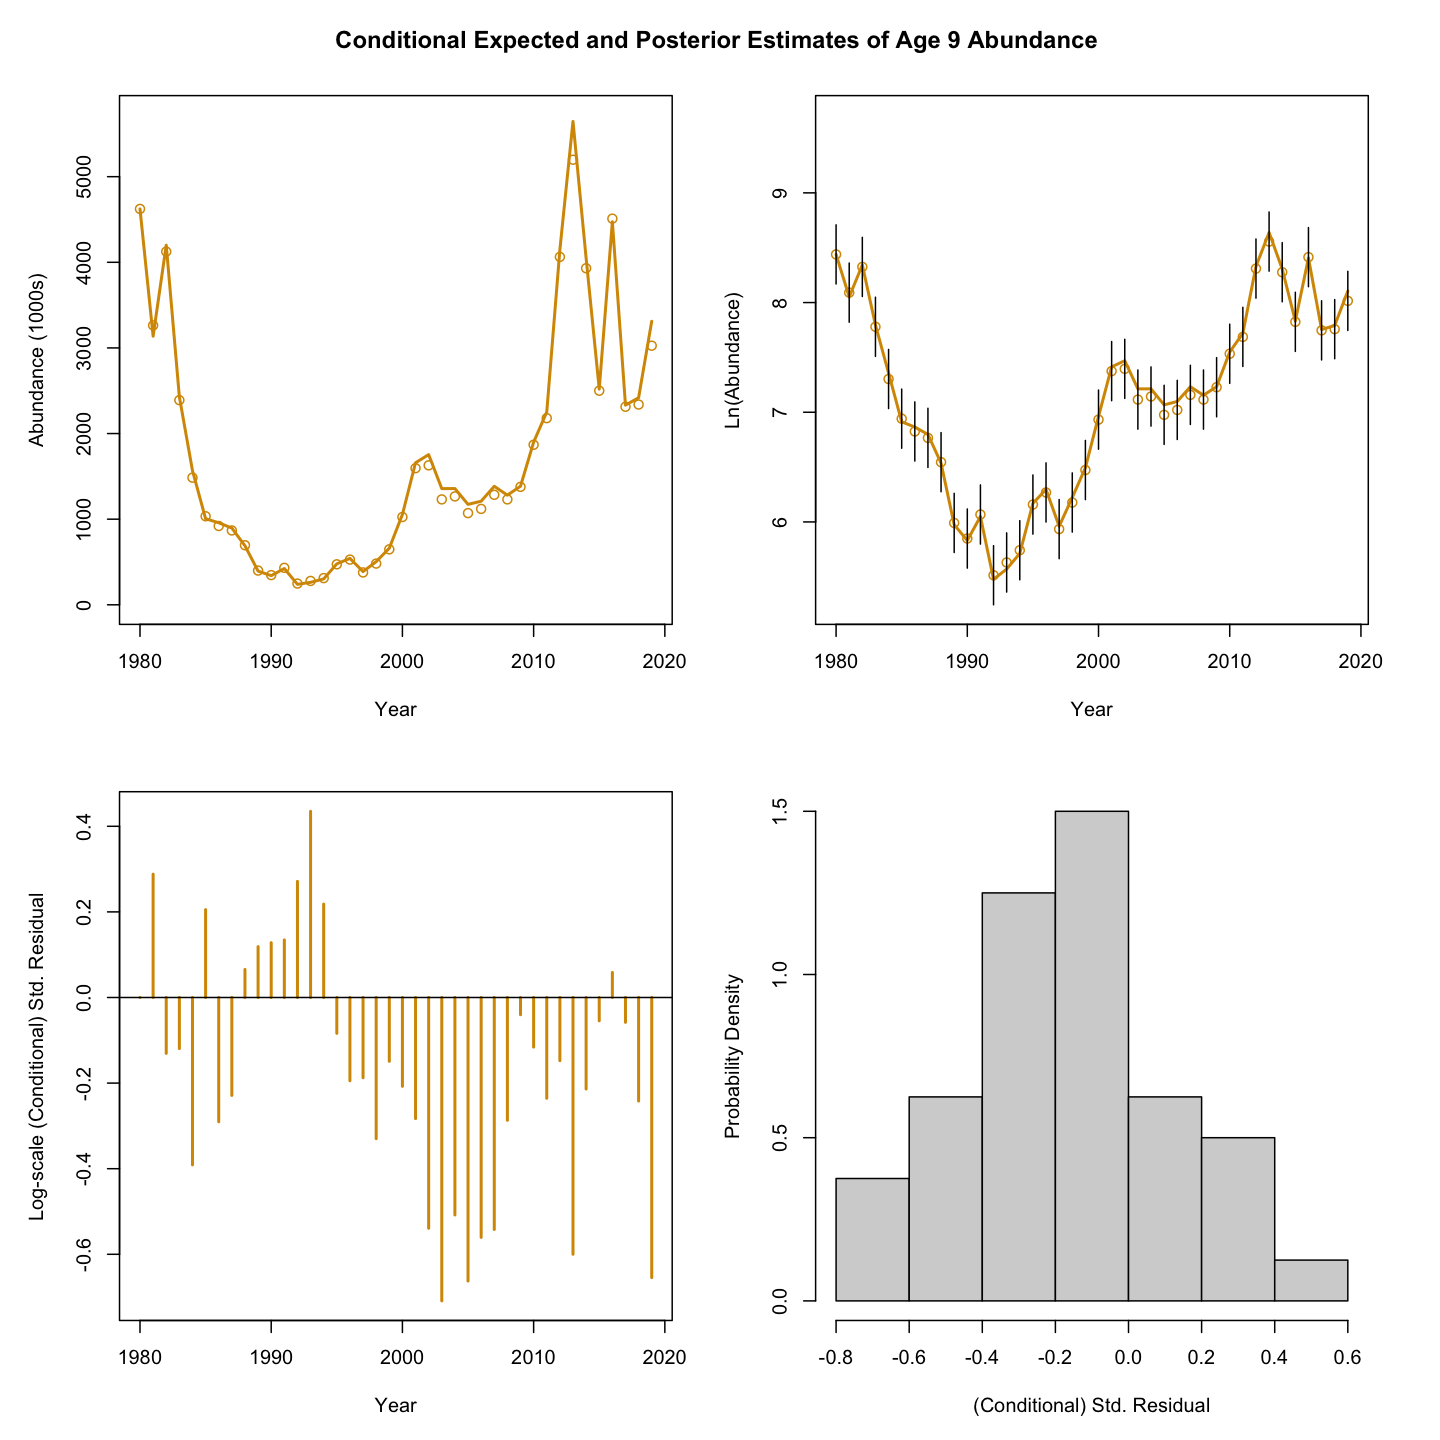 Conditional Expected and Posterior Estimates of Age 9 Abundance
Abundance (1000s)
5000
4000
3000
2000
1000
0
1980 1990 2000 2010 2020
Year
Ln(Abundance)
9
8
7
6
1980 1990 2000 2010 2020
Year
Log-scale (Conditional) Std. Residual
0.4
0.2
0.0
-0.2
-0.4
-0.6
1980 1990 2000 2010 2020
Year
Probability Density
1.5
1.0
0.5
0.0
-0.8 -0.6 -0.4 -0.2 0.0 0.2 0.4 0.6
(Conditional) Std. Residual